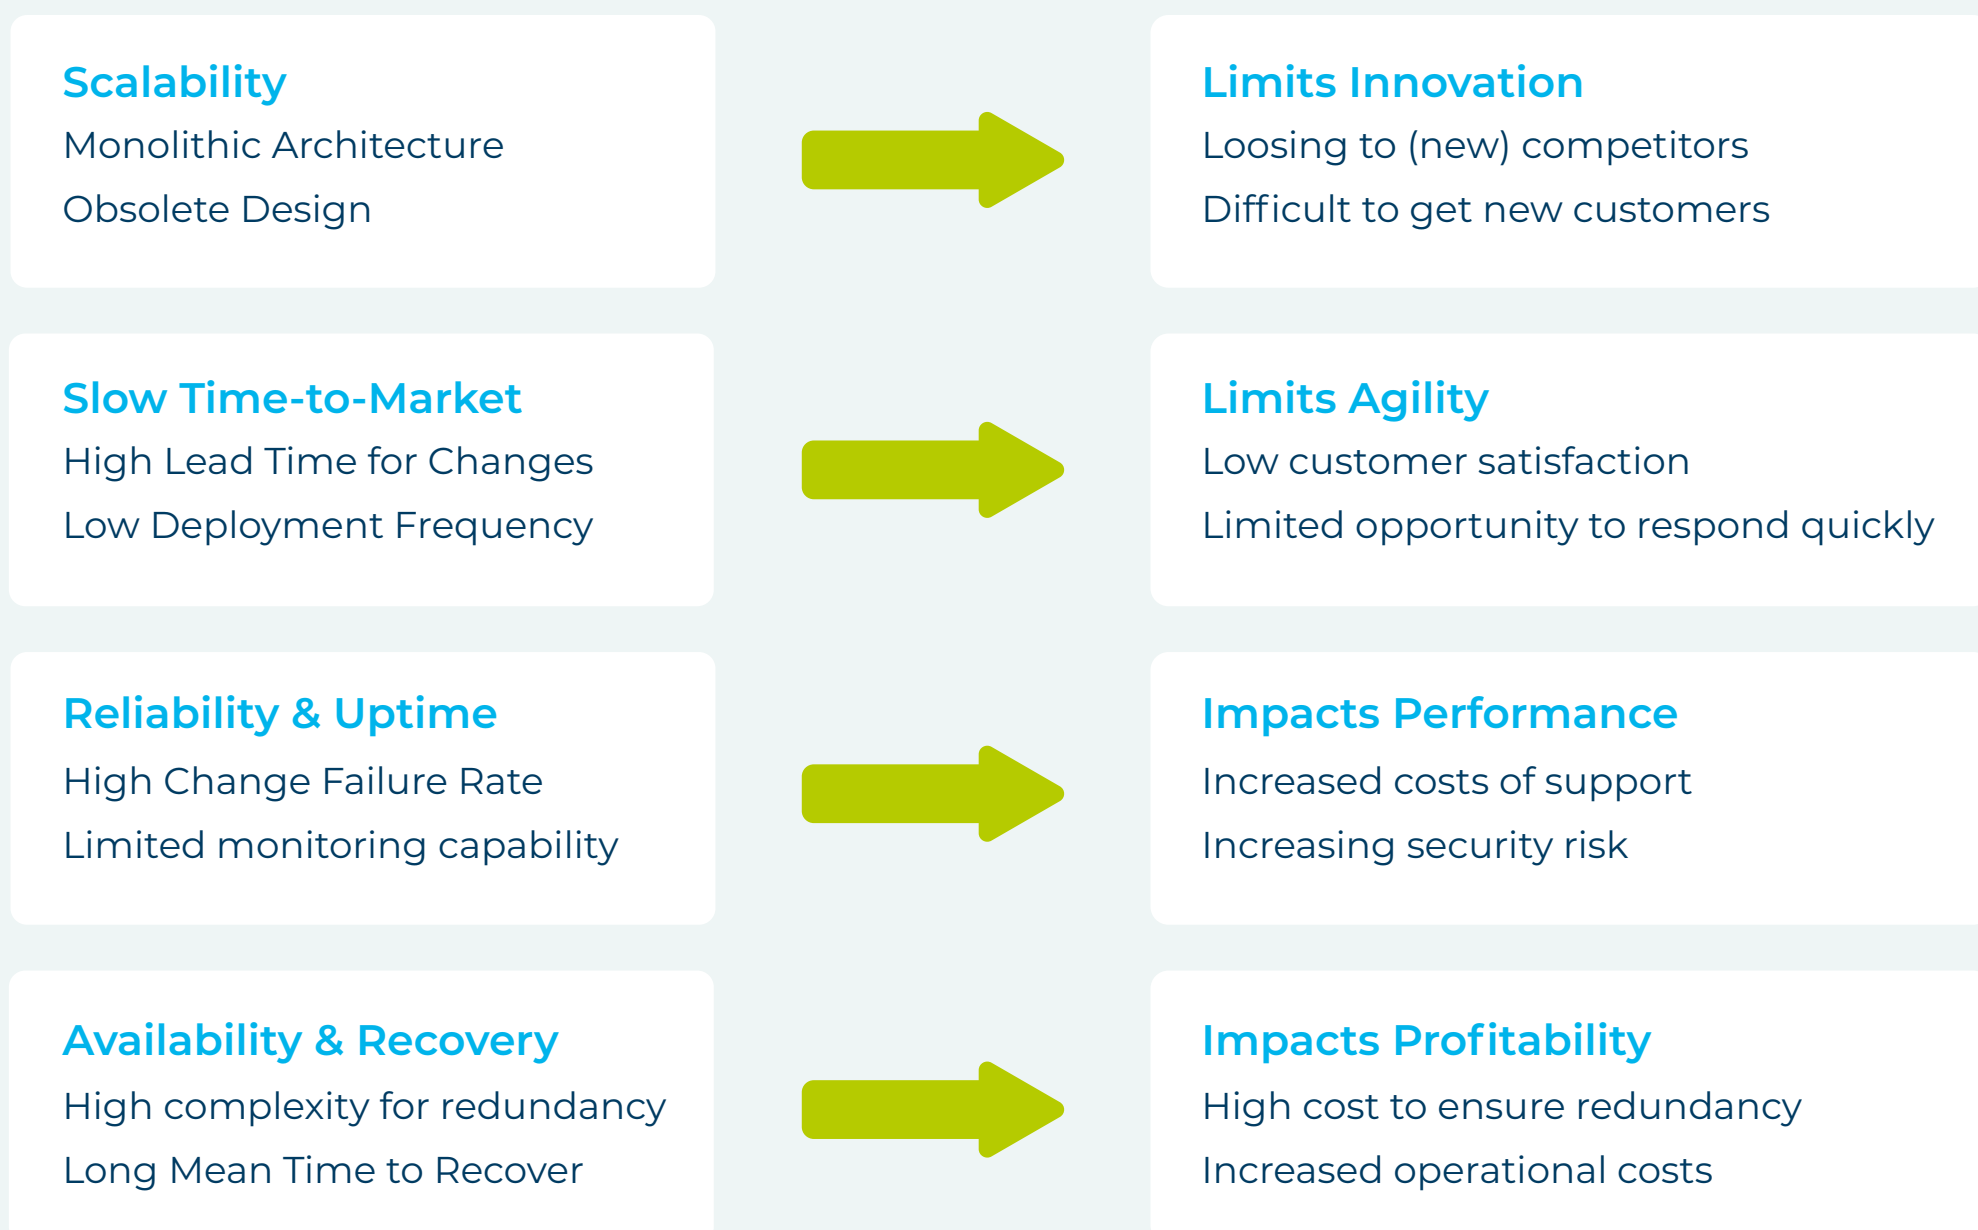 Scalability
Monolithic Architecture
Obsolete Design
Limits Innovation
Loosing to (new) competitors
Difficult to get new customers
Slow Time-to-Market
High Lead Time for Changes
Low Deployment Frequency
Limits Agility
Low customer satisfaction
Limited opportunity to respond quickly
Reliability & Uptime
High Change Failure Rate
Limited monitoring capability
Impacts Performance
Increased costs of support
Increasing security risk
Availability & Recovery
High complexity for redundancy
Long Mean Time to Recover
Impacts Profitability
High cost to ensure redundancy
Increased operational costs